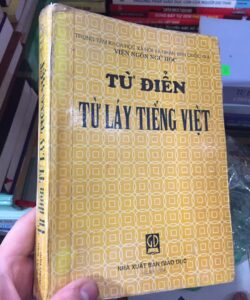 TRUNG TÂM KHOA HỌC XÃ HỘI VÀ NHÂN VĂN QUỐC GIA
VIỆN NGÔN NGỮ HỌC
TỪ ĐIỂN
TỪ LÁY TIẾNG VIỆT
GD
NHÀ XUẤT BẢN GIÁO DỤC